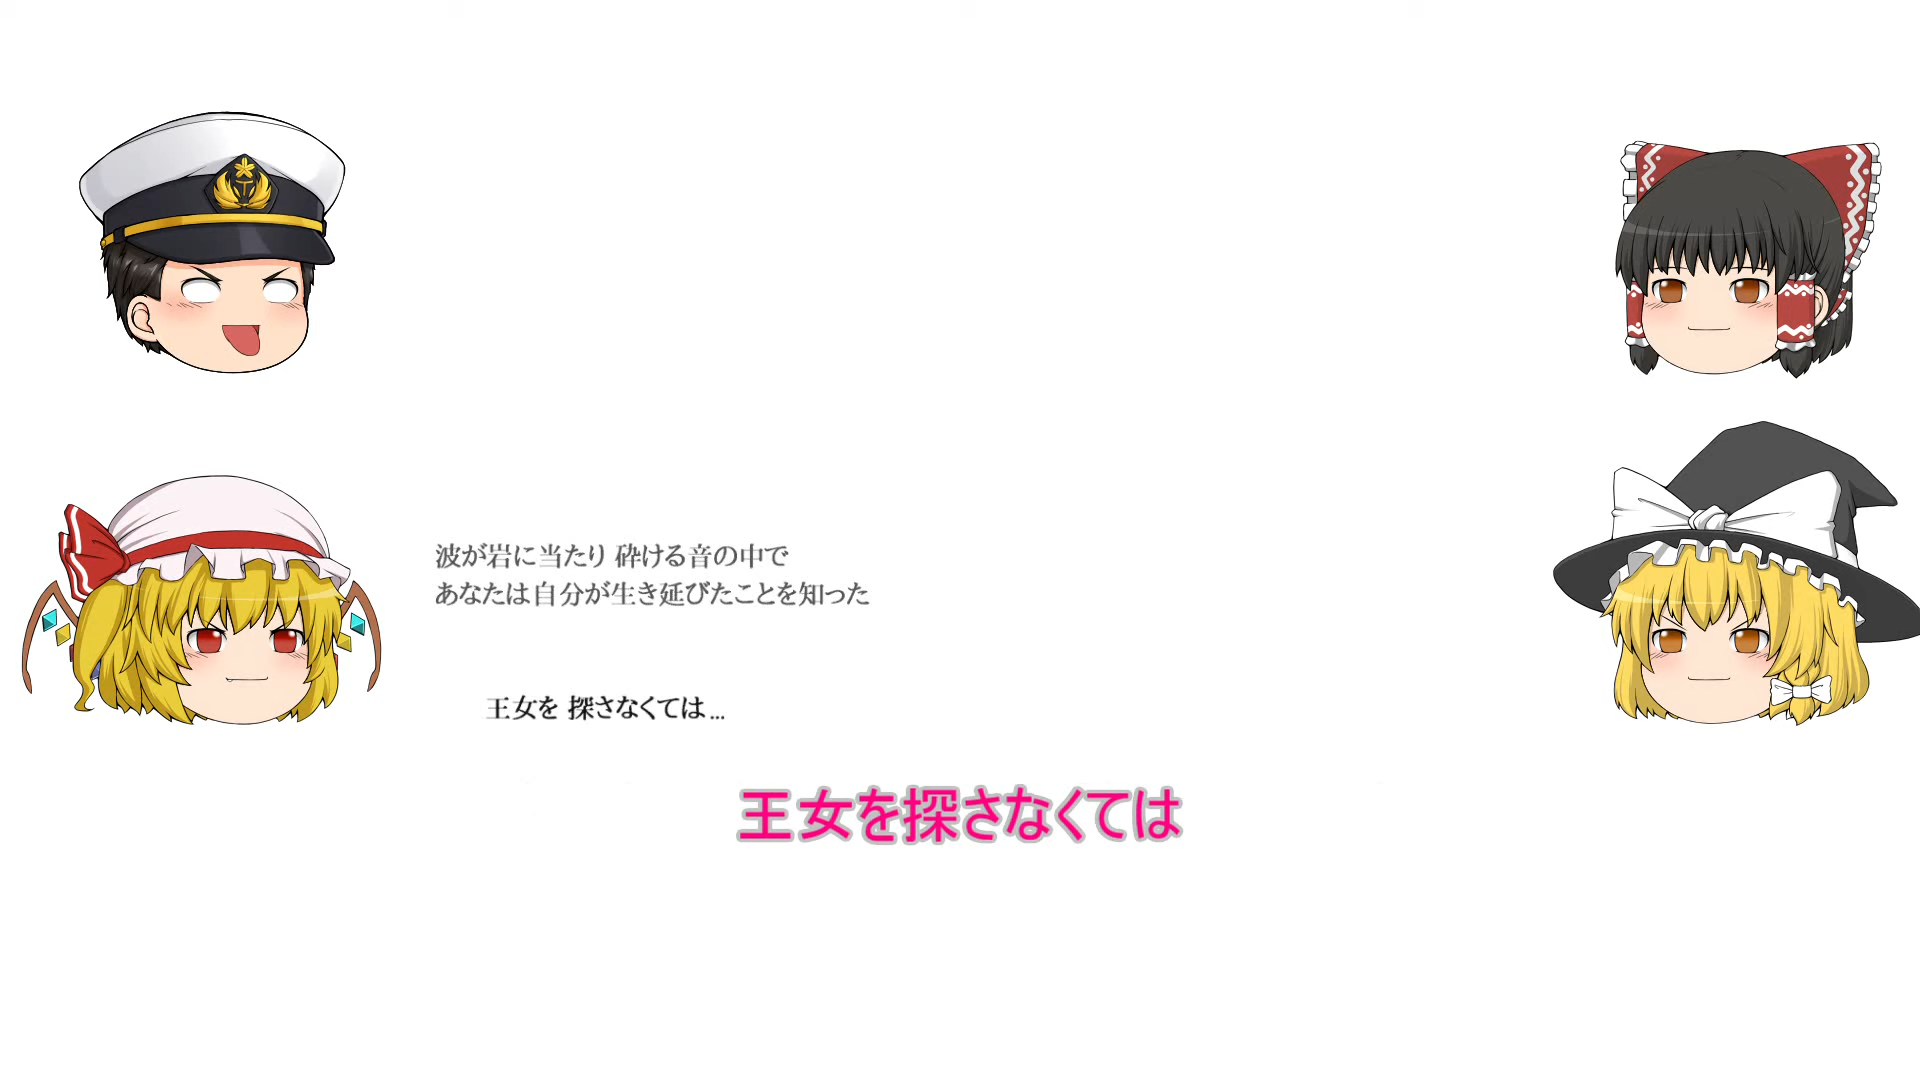 波が岩に当たり 砕ける音の中で
あなたは自分が生き延びたことを知った
王女を 探さなくては...
王女を探さなくては